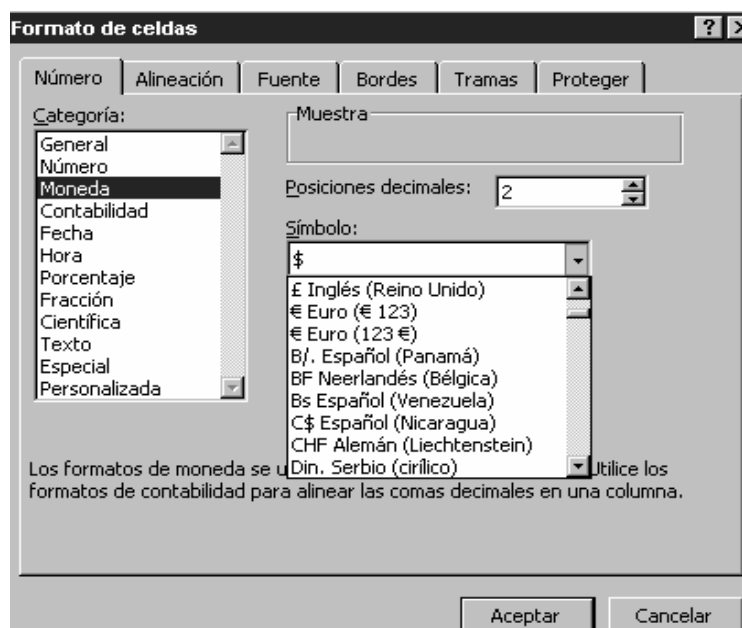 Formato de celdas
Número Alineación Fuente Bordes Tramas Proteger
Categoría:
General
Número
Moneda
Contabilidad
Fecha
Hora
Porcentaje
Fracción
Científica
Texto
Especial
Personalizada
Muestra
Posiciones decimales: 2
Símbolo:
$
£ Inglés (Reino Unido)
€ Euro (€ 123)
€ Euro (123 €)
B/. Español (Panamá)
BF Neerlandés (Bélgica)
Bs Español (Venezuela)
C$ Español (Nicaragua)
CHF Alemán (Liechtenstein)
Din. Serbio (cirílico)
Los formatos de moneda se u Utilice los
formatos de contabilidad para alinear las comas decimales en una columna.
Aceptar Cancelar